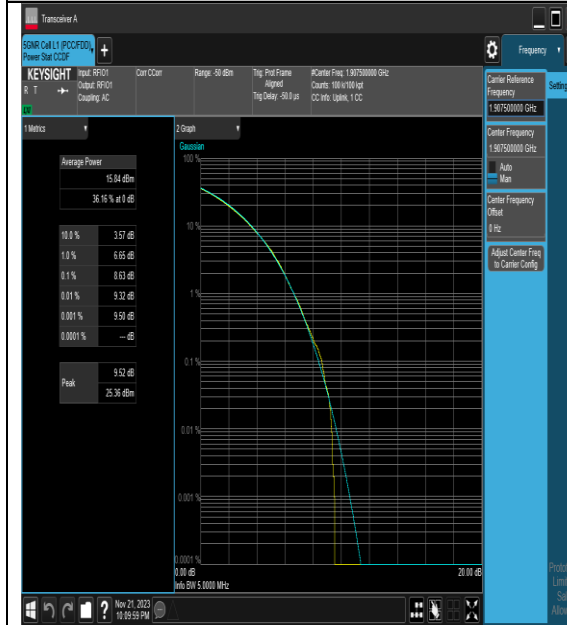 Transceiver A
5GNR Cell L1 (PCC/FDD)
Power Stat CCDF
Frequency
KEYSIGHT
R T
LV
Input: RFIO1
Output: RFIO1
Coupling: AC
Corr CCorr
Range: -50 dBm
Trig: Prot Frame
Aligned
Trig Delay: -50.0 µs
#Center Freq: 1.907500000 GHz
Counts: 100 k/100 kpt
CC Info: Uplink, 1 CC
Carrier Reference
Frequency
1.907500000 GHz
Setting
Center Frequency
1.907500000 GHz
Auto
Man
Center Frequency
Offset
0 Hz
Adjust Center Freq
to Carrier Config
1 Metrics
Average Power
15.84 dBm
36.16 % at 0 dB
10.0 % 3.57 dB
1.0 % 6.65 dB
0.1 % 8.63 dB
0.01 % 9.32 dB
0.001 % 9.50 dB
0.0001 % --- dB
Peak
9.52 dB
25.36 dBm
2 Graph
Gaussian
100 %
10 %
1 %
0.1 %
0.01 %
0.001 %
0.0001 %
0.00 dB
20.00 dB
Info BW 5.0000 MHz
Nov 21, 2023
10:09:59 PM